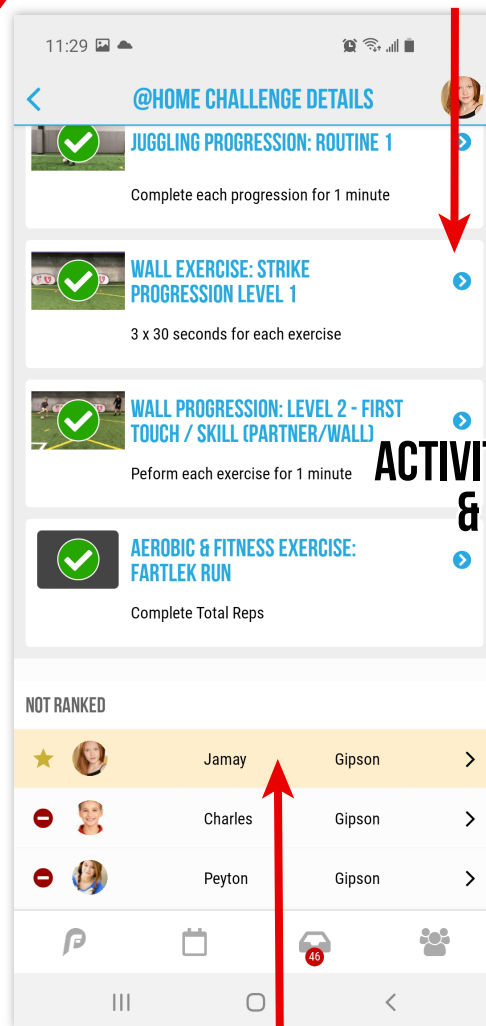 11:29
@HOME CHALLENGE DETAILS
JUGGLING PROGRESSION: ROUTINE 1
Complete each progression for 1 minute
WALL EXERCISE: STRIKE
PROGRESSION LEVEL 1
3 x 30 seconds for each exercise
WALL PROGRESSION: LEVEL 2 - FIRST
TOUCH / SKILL (PARTNER/WALL)
Peform each exercise for 1 minute
ACTIVIT
&
AEROBIC & FITNESS EXERCISE:
FARTLEK RUN
Complete Total Reps
NOT RANKED
Jamay Gipson
Charles Gipson
Peyton Gipson
46